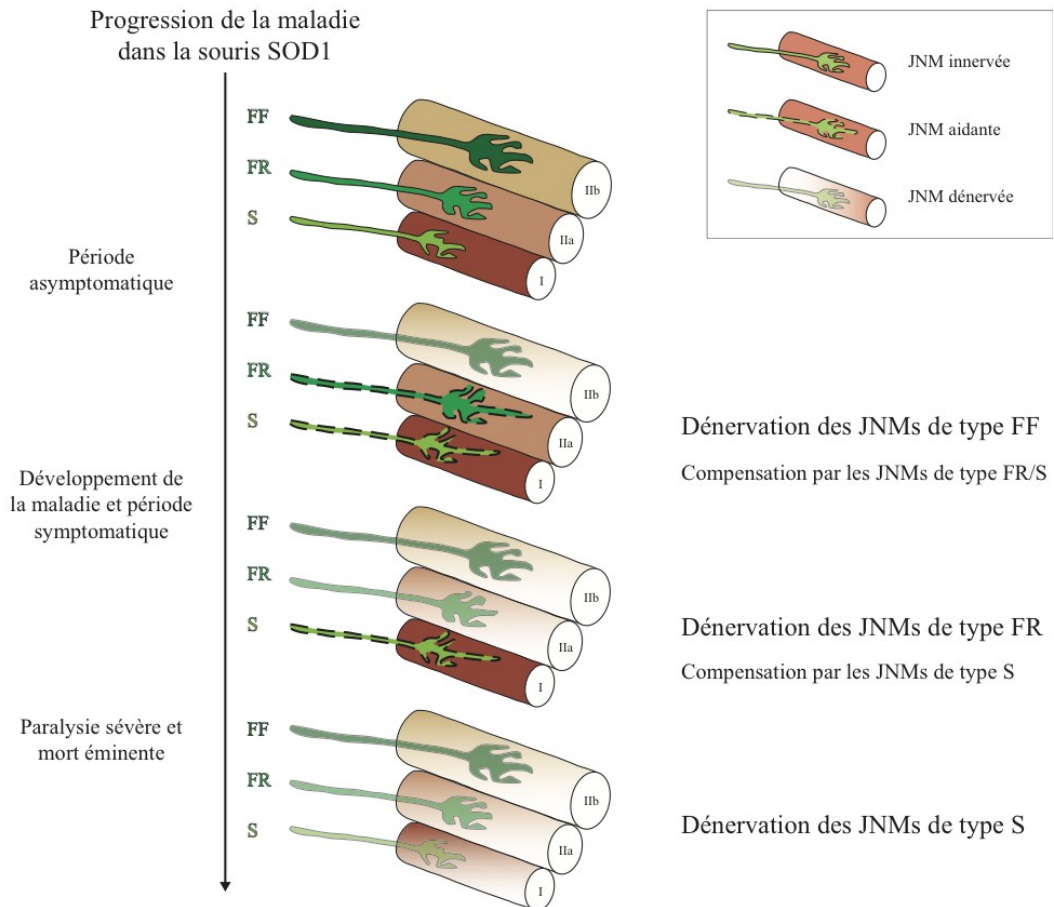 Progression de la maladie
dans la souris SOD1
JNM innervée
JNM aidante
JNM dénervée
FF
FR
S
IIb
IIa
I
Période
asymptomatique
FF
FR
S
IIb
IIa
I
Dénervation des JNMs de type FF
Compensation par les JNMs de type FR/S
Développement de
la maladie et période
symptomatique
FF
FR
S
IIb
IIa
I
Dénervation des JNMs de type FR
Compensation par les JNMs de type S
Paralysie sévère et
mort éminente
FF
FR
S
IIb
IIa
I
Dénervation des JNMs de type S